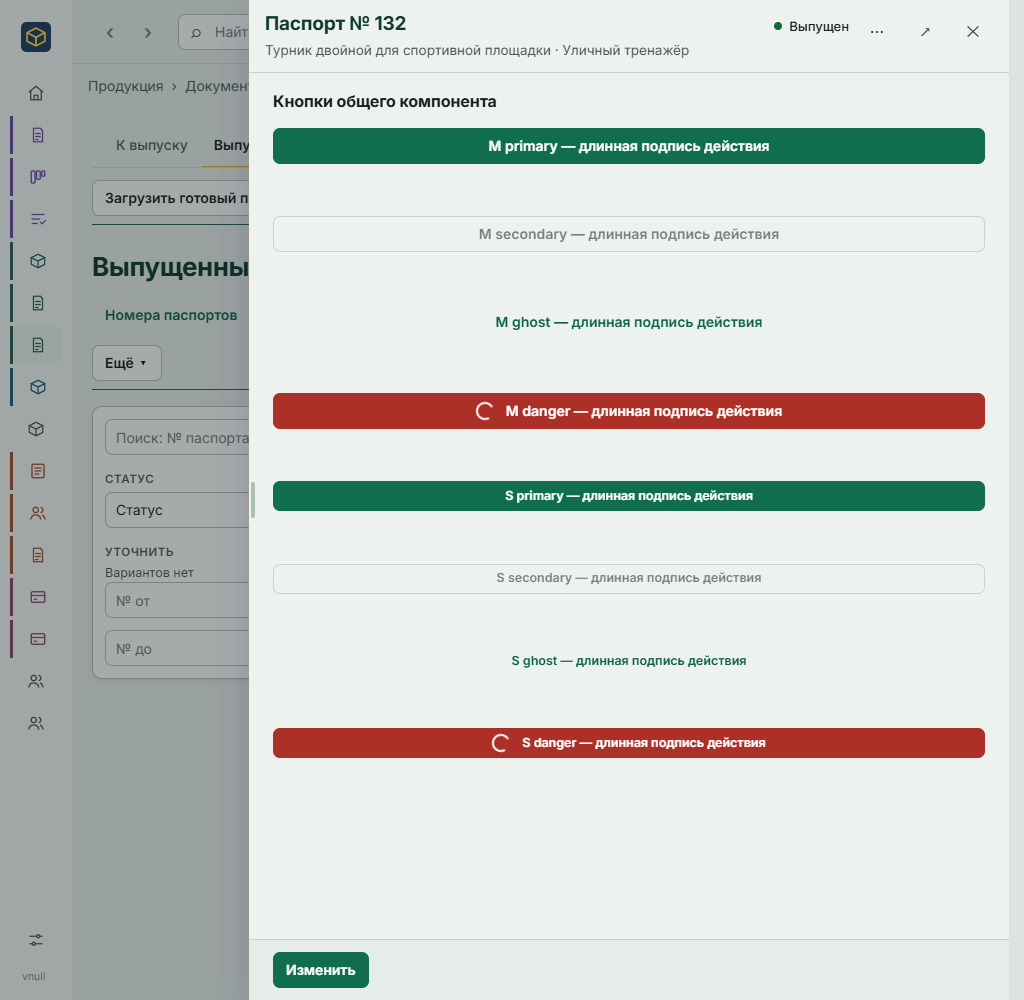 Паспорт № 132
Выпущен
...
Турник двойной для спортивной площадки · Уличный тренажёр
Найт
Продукция › Докумен
К выпуску
Выпу
Загрузить готовый п
Выпущенны
Номера паспортов
Ещё
Поиск: № паспорта
СТАТУС
Статус
УТОЧНИТЬ
Вариантов нет
№ от
№ до
vnull
Кнопки общего компонента
M primary — длинная подпись действия
M secondary — длинная подпись действия
M ghost — длинная подпись действия
M danger — длинная подпись действия
S primary — длинная подпись действия
S secondary — длинная подпись действия
S ghost — длинная подпись действия
S danger — длинная подпись действия
Изменить